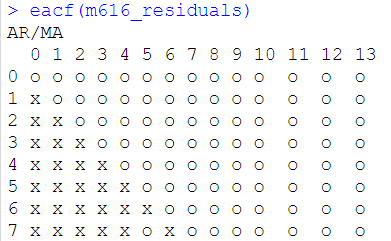 > eacf(m616_residuals)
AR/MA
  0 1 2 3 4 5 6 7 8 9 10 11 12 13
0 o o o o o o o o o o o  o  o  o
1 x o o o o o o o o o o  o  o  o
2 x x o o o o o o o o o  o  o  o
3 x x x o o o o o o o o  o  o  o
4 x x x x o o o o o o o  o  o  o
5 x x x x x o o o o o o  o  o  o
6 x x x x x x o o o o o  o  o  o
7 x x x x x o x o o o o  o  o  o